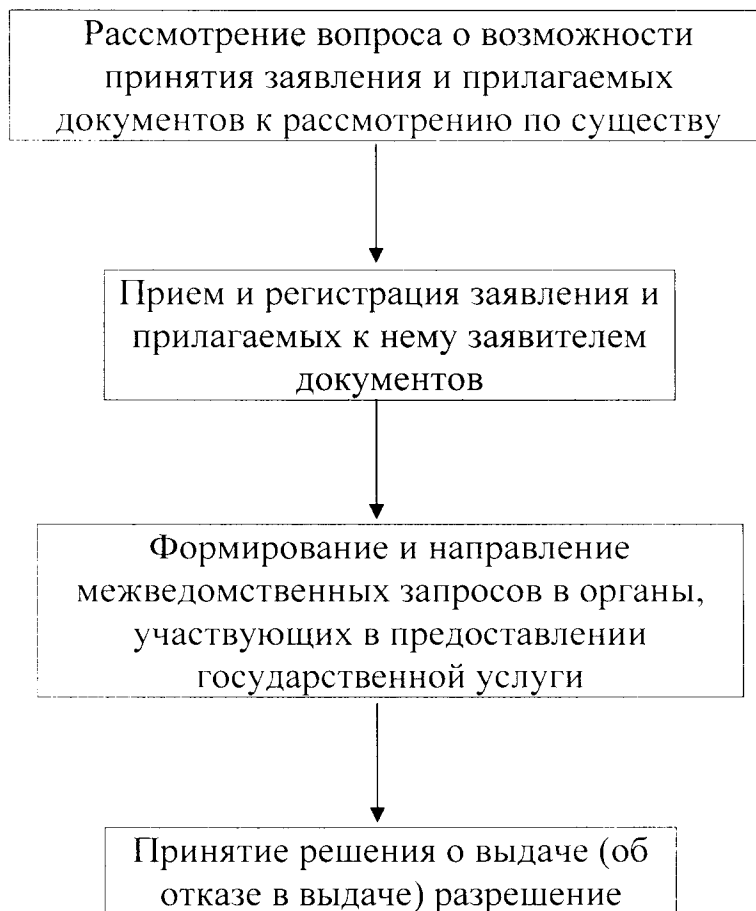 Рассмотрение вопроса о возможности
принятия заявления и прилагаемых
документов к рассмотрению по существу
Прием и регистрация заявления и
прилагаемых к нему заявителем
документов
Формирование и направление
межведомственных запросов в органы,
участвующих в предоставлении
государственной услуги
Принятие решения о выдаче (об
отказе в выдаче) разрешение